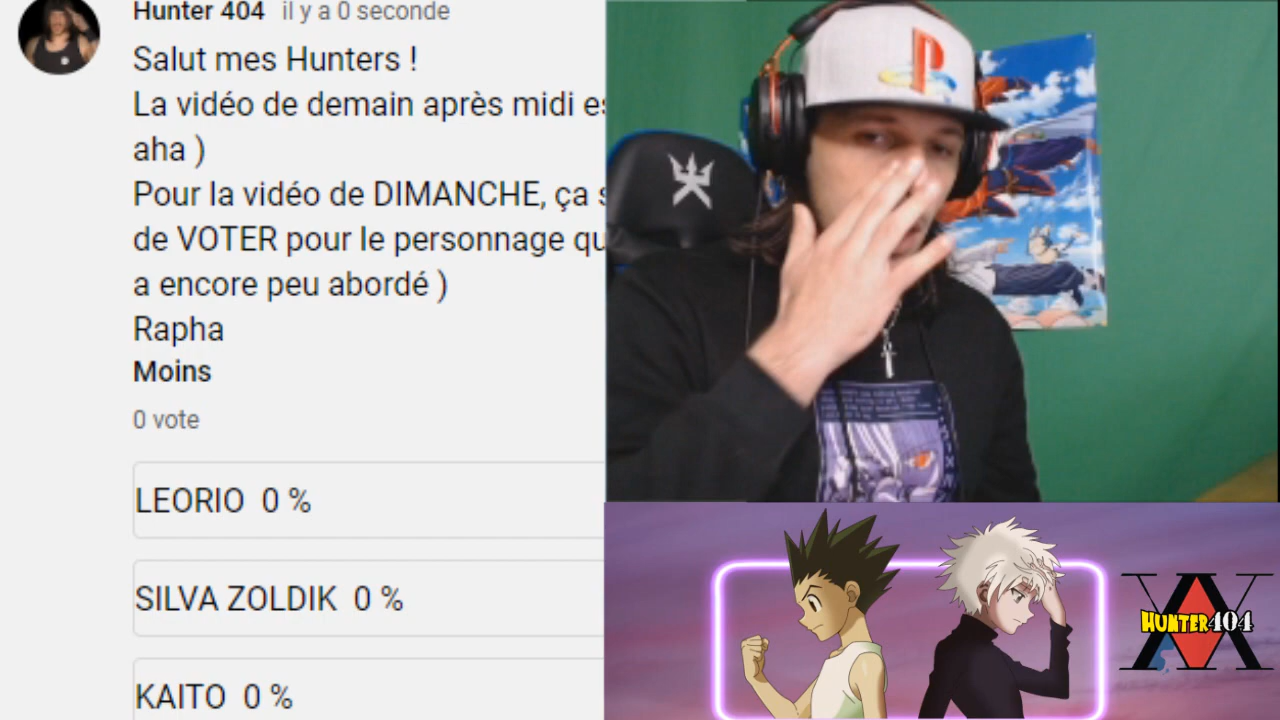 Hunter 404 il y a 0 seconde
Salut mes Hunters !
La vidéo de demain après midi es
aha )
Pour la vidéo de DIMANCHE, ça s
de VOTER pour le personnage qu
a encore peu abordé )
Rapha
Moins
0 vote
LEORIO 0 %
SILVA ZOLDIK 0 %
KAITO 0 %
HUNTER404